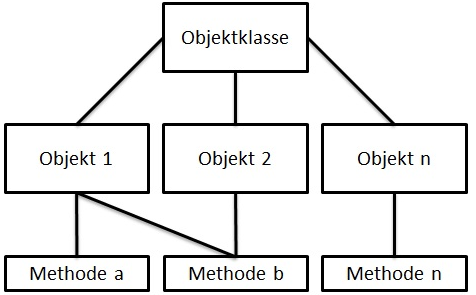 Objektklasse
Objekt 1
Objekt 2
Objekt n
Methode a
Methode b
Methode n